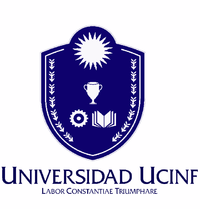 UNIVERSIDAD UCINF
LABOR CONSTANTIAE TRIUMPHARE